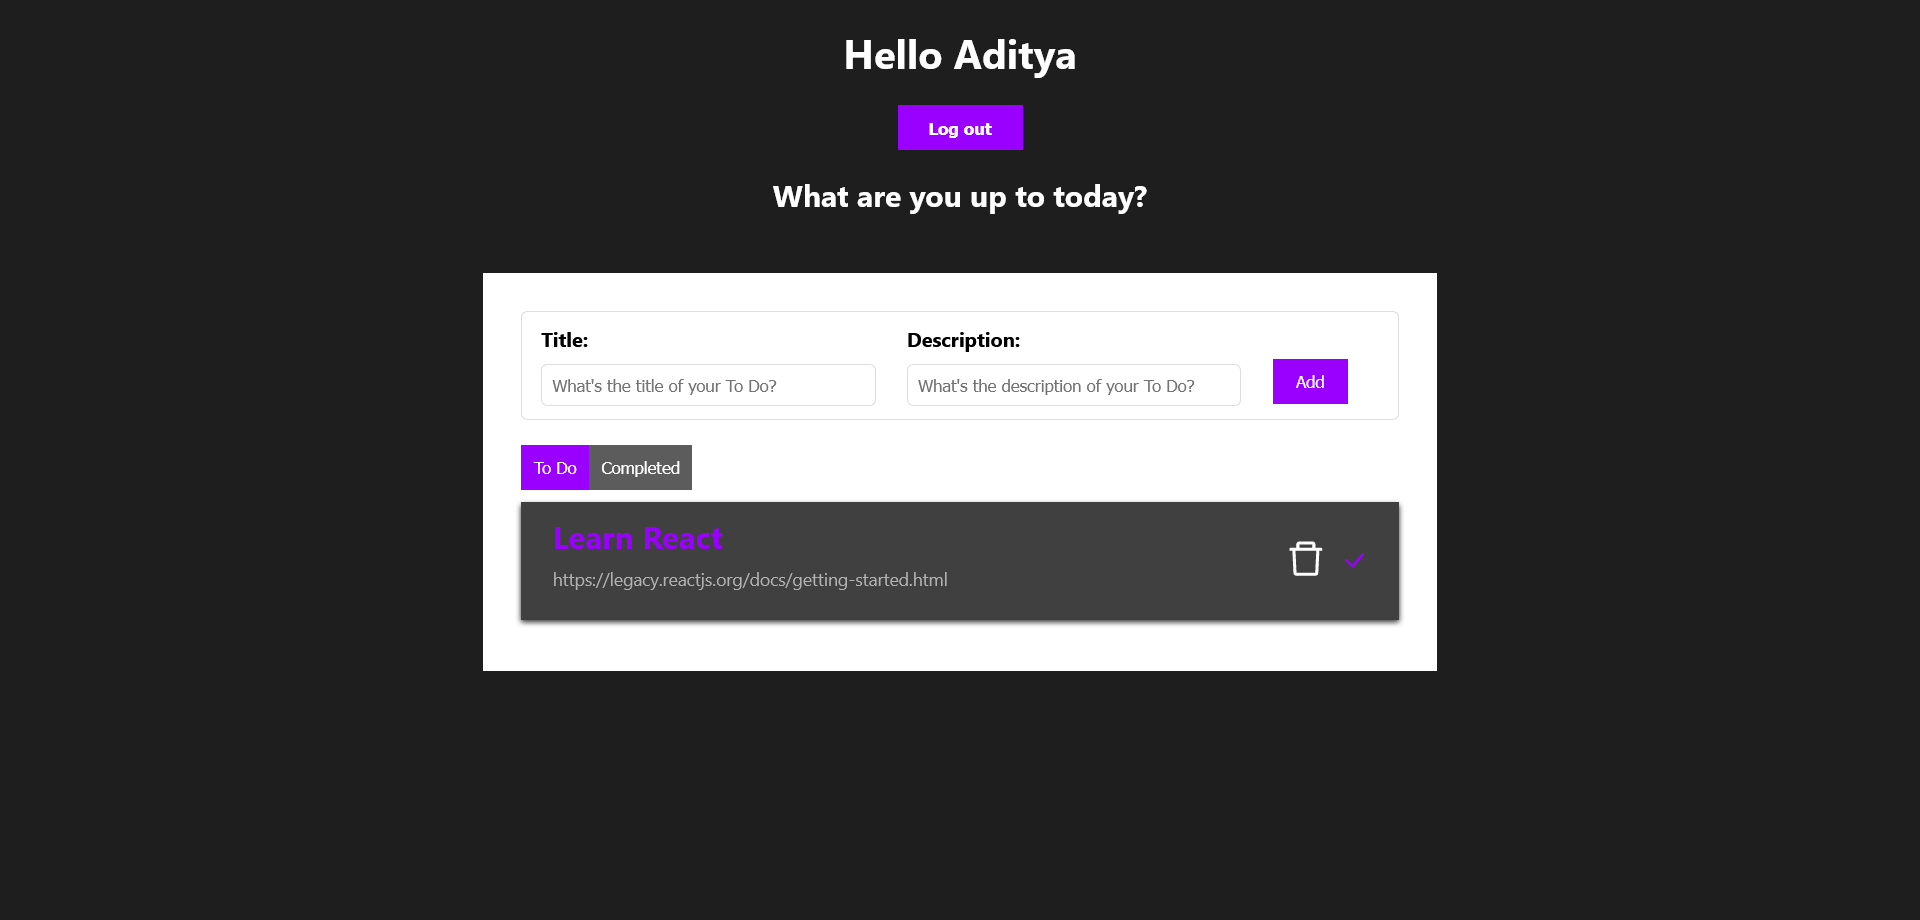 Hello Aditya
Log out
What are you up to today?
Title:
Description:
What's the title of your To Do?
What's the description of your To Do?
Add
To Do
Completed
Learn React
https://legacy.reactjs.org/docs/getting-started.html